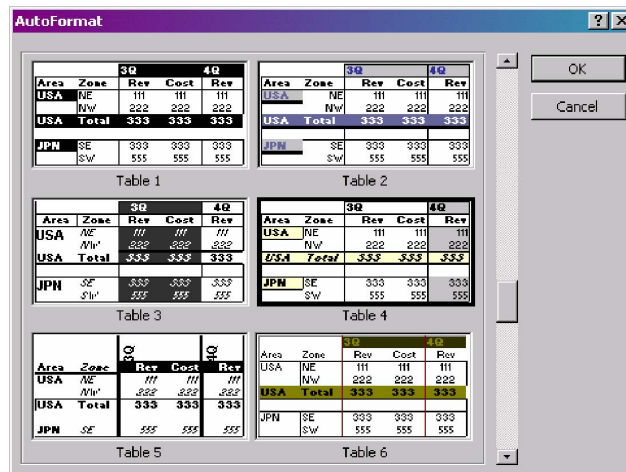 AutoFormat
OK
Cancel
3Q 4Q
Area Zone Rev Cost Rev
USA NE 111 111 111
NW 222 222 222
USA Total 333 333 333
JPN SE 333 333 333
SW 555 555 555
Table 1
3Q 4Q
Area Zone Rev Cost Rev
USA NE 111 111 111
NW 222 222 222
USA Total 333 333 333
JPN SE 333 333 333
SW 555 555 555
Table 2
3Q 4Q
Area Zone Rev Cost Rev
USA NE 111 111 111
NW 222 222 222
USA Total 333 333 333
JPN SE 333 333 333
SW 555 555 555
Table 3
3Q 4Q
Area Zone Rev Cost Rev
USA NE 111 111 111
NW 222 222 222
USA Total 333 333 333
JPN SE 333 333 333
SW 555 555 555
Table 4
3Q 4Q
Area Zone Rev Cost Rev
USA NE 111 111 111
NW 222 222 222
USA Total 333 333 333
JPN SE 555 555 555
Table 5
3Q 4Q
Area Zone Rev Cost Rev
USA NE 111 111 111
NW 222 222 222
USA Total 333 333 333
JPN SE 333 333 333
SW 555 555 555
Table 6